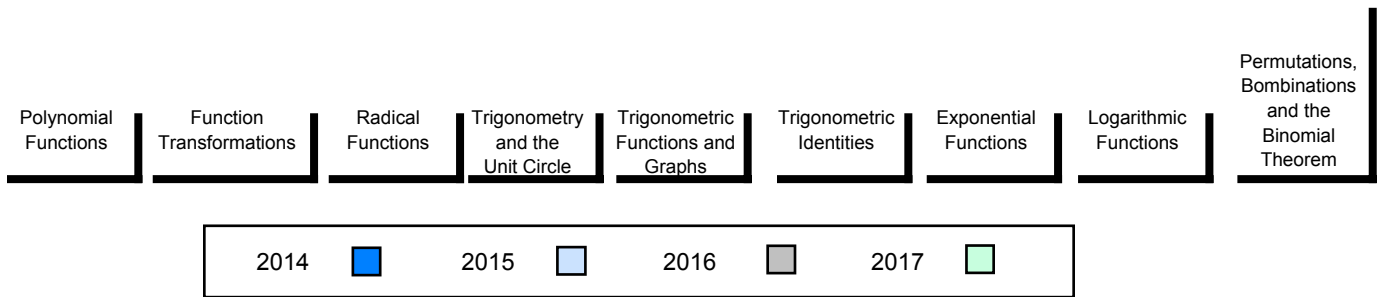 Polynomial
Functions
Function
Transformations
Radical
Functions
Trigonometry
and the
Unit Circle
Trigonometric
Functions and
Graphs
Trigonometric
Identities
Exponential
Functions
Logarithmic
Functions
Permutations,
Bombinations
and the
Binomial
Theorem
2014 2015 2016 2017